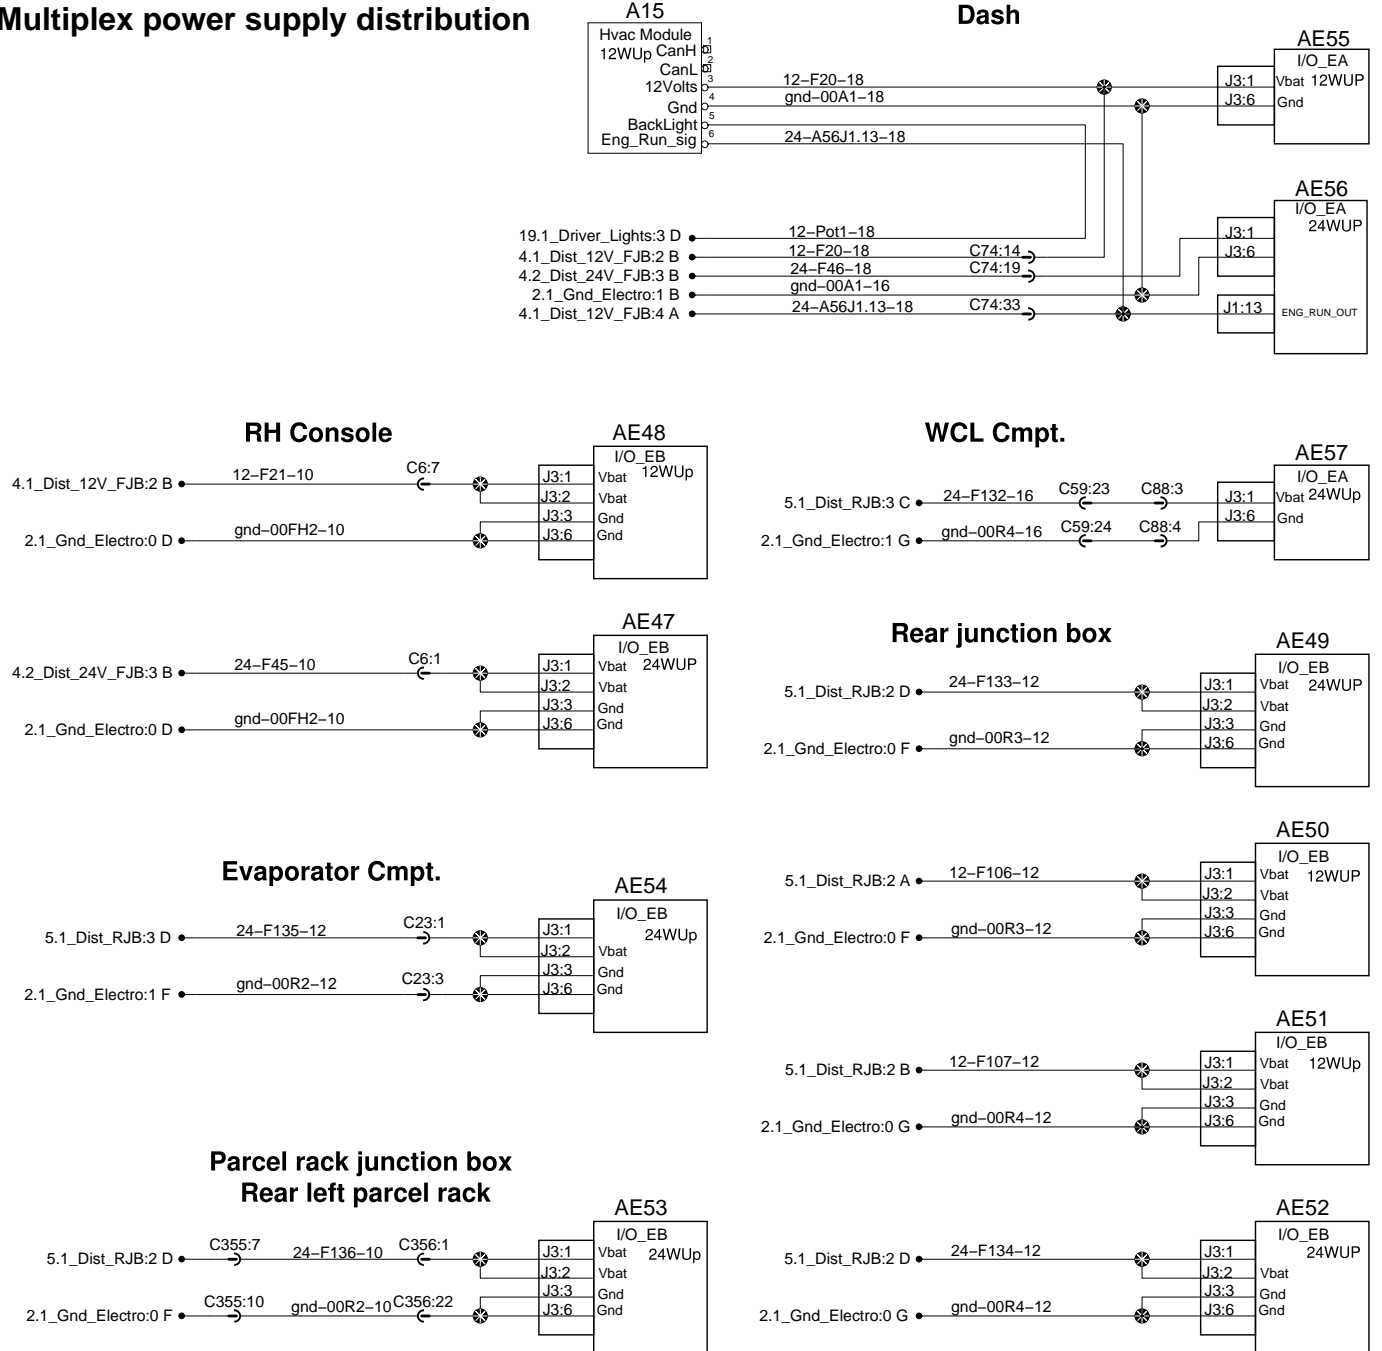 Multiplex power supply distribution
A15
Hvac Module
12WUp CanH 1
CanL 2
12Volts 3
Gnd 4
BackLight 5
Eng_Run_sig 6
Dash
12–F20–18
gnd–00A1–18
24–A56J1.13–18
AE55
I/O_EA
J3:1 Vbat 12WUP
J3:6 Gnd
AE56
I/O_EA
24WUP
J3:1
J3:6
J1:13 ENG_RUN_OUT
19.1_Driver_Lights:3 D 12–Pot1–18
4.1_Dist_12V_FJB:2 B 12–F20–18 C74:14
4.2_Dist_24V_FJB:3 B 24–F46–18 C74:19
2.1_Gnd_Electro:1 B gnd–00A1–16
4.1_Dist_12V_FJB:4 A 24–A56J1.13–18 C74:33
RH Console
AE48
I/O_EB
12WUp
4.1_Dist_12V_FJB:2 B 12–F21–10 C6:7 J3:1 Vbat
J3:2 Vbat
J3:3 Gnd
2.1_Gnd_Electro:0 D gnd–00FH2–10 J3:6 Gnd
WCL Cmpt.
AE57
I/O_EA
5.1_Dist_RJB:3 C 24–F132–16 C59:23 C88:3 J3:1 Vbat 24WUp
J3:6 Gnd
2.1_Gnd_Electro:1 G gnd–00R4–16 C59:24 C88:4
AE47
I/O_EB
4.2_Dist_24V_FJB:3 B 24–F45–10 C6:1 J3:1 Vbat 24WUP
J3:2 Vbat
J3:3 Gnd
2.1_Gnd_Electro:0 D gnd–00FH2–10 J3:6 Gnd
Rear junction box
AE49
I/O_EB
5.1_Dist_RJB:2 D 24–F133–12 J3:1 Vbat 24WUP
J3:2 Vbat
J3:3 Gnd
2.1_Gnd_Electro:0 F gnd–00R3–12 J3:6 Gnd
AE50
I/O_EB
5.1_Dist_RJB:2 A 12–F106–12 J3:1 Vbat 12WUP
J3:2 Vbat
J3:3 Gnd
2.1_Gnd_Electro:0 F gnd–00R3–12 J3:6 Gnd
Evaporator Cmpt.
AE54
I/O_EB
24WUp
5.1_Dist_RJB:3 D 24–F135–12 C23:1 J3:1
J3:2 Vbat
J3:3 Gnd
2.1_Gnd_Electro:1 F gnd–00R2–12 C23:3 J3:6 Gnd
AE51
I/O_EB
5.1_Dist_RJB:2 B 12–F107–12 J3:1 Vbat 12WUp
J3:2 Vbat
J3:3 Gnd
2.1_Gnd_Electro:0 G gnd–00R4–12 J3:6 Gnd
Parcel rack junction box
Rear left parcel rack
AE53
I/O_EB
5.1_Dist_RJB:2 D C355:7 24–F136–10 C356:1 J3:1 Vbat 24WUp
J3:2 Vbat
J3:3 Gnd
2.1_Gnd_Electro:0 F C355:10 gnd–00R2–10 C356:22 J3:6 Gnd
AE52
I/O_EB
5.1_Dist_RJB:2 D 24–F134–12 J3:1 24WUP
J3:2 Vbat
J3:3 Gnd
2.1_Gnd_Electro:0 G gnd–00R4–12 J3:6 Gnd